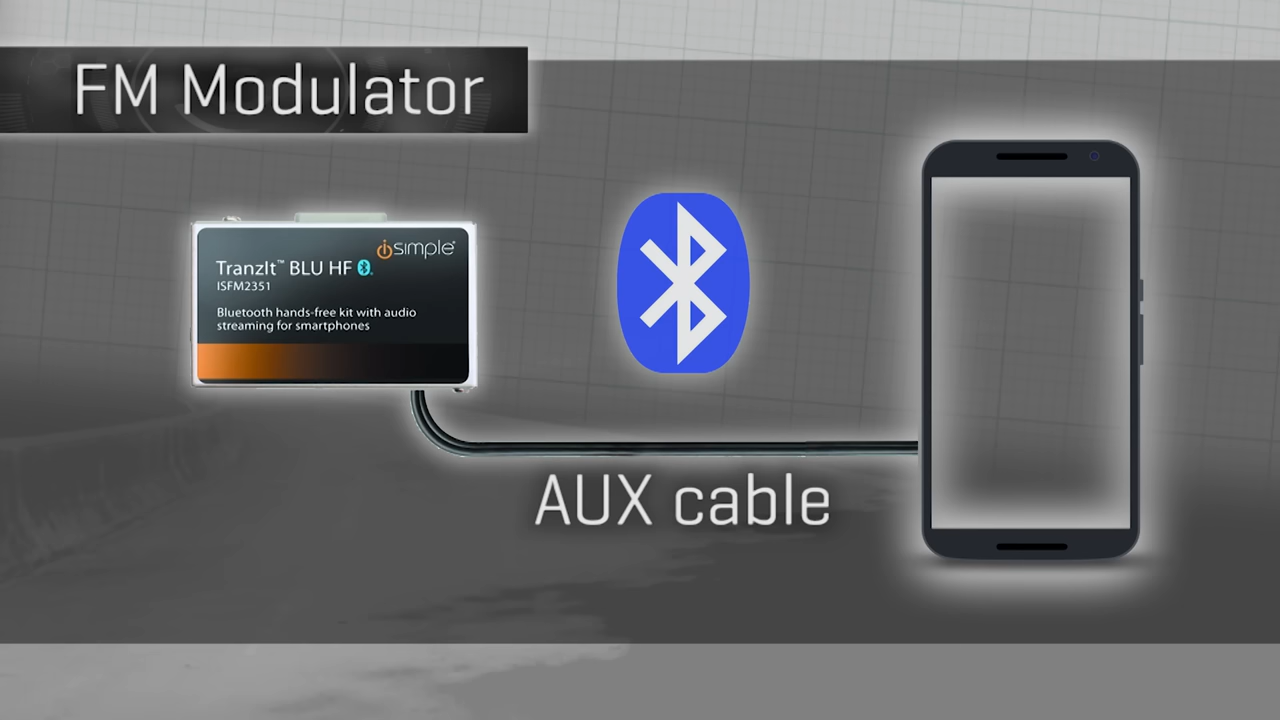 FM Modulator
isimple
TranzIt™ BLU HF
ISFM2351
Bluetooth hands-free kit with audio
streaming for smartphones
AUX cable